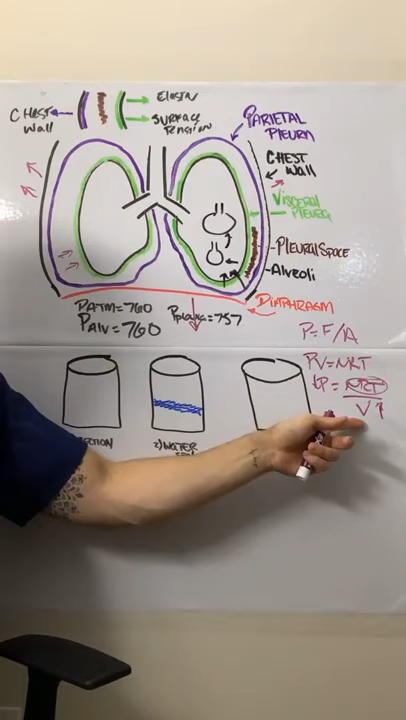 Elastin
Surface
Tension
Chest
Wall
Parietal
Pleura
Chest
Wall
Visceral
Pleura
Pleural Space
Alveoli
Diaphragm
PATM=760
PAlv=760
=757
P=F/A
PV=NRT
↓P = NRT
V↑
2) Water